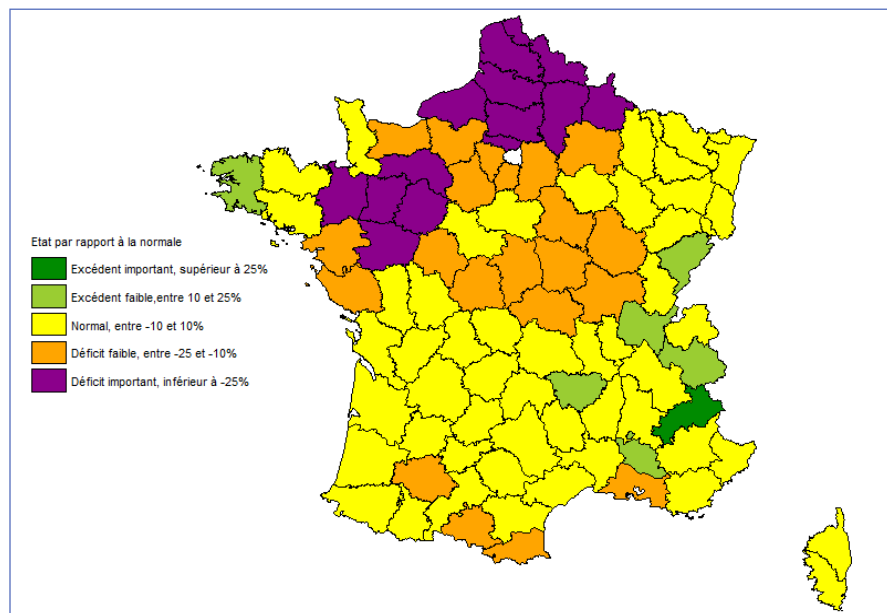 Etat par rapport à la normale
Excédent important, supérieur à 25%
Excédent faible,entre 10 et 25%
Normal, entre -10 et 10%
Déficit faible, entre -25 et -10%
Déficit important, inférieur à -25%